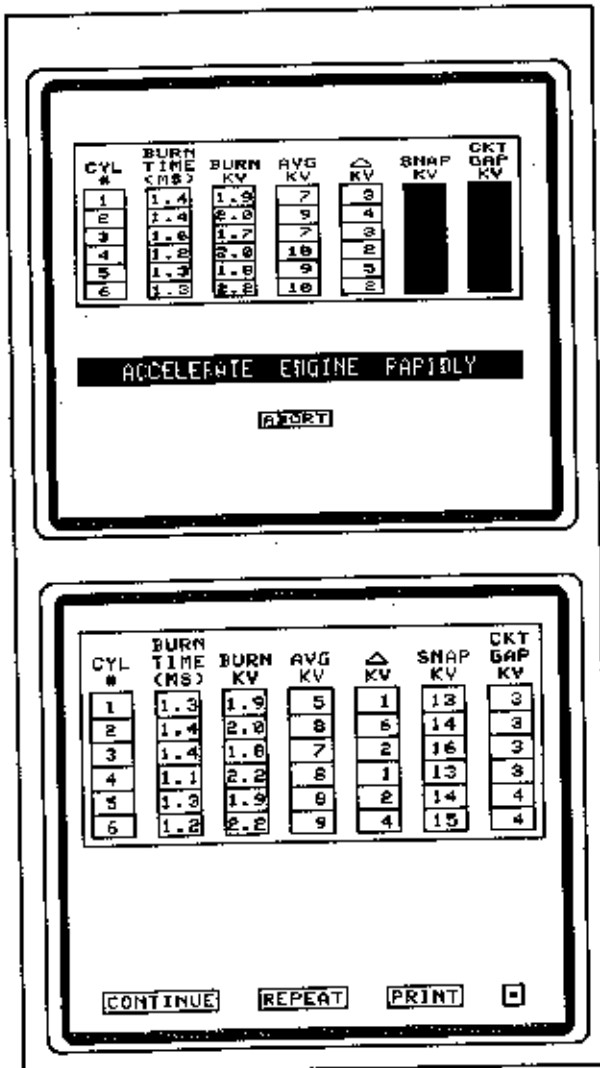 BURN CKT
CYL TIME BURN AVG △ SNAP GAP
# (MS) KV KV KV KV KV
1 1.4 1.9 7 3
2 1.4 2.0 9 4
3 1.7 7 3
4 1.2 2.0 10 2
5 1.3 1.8 9 5
6 1.3 2.2 10 2
ACCELERATE ENGINE RAPIDLY
ABORT
BURN CKT
CYL TIME BURN AVG △ SNAP GAP
# (MS) KV KV KV KV KV
1 1.3 1.9 5 1 13 3
2 1.4 2.0 8 6 14 3
3 1.4 1.8 7 2 16 3
4 1.1 2.2 8 1 13 3
5 1.3 1.9 8 2 14 4
6 1.2 2.2 9 4 15 4
CONTINUE REPEAT PRINT